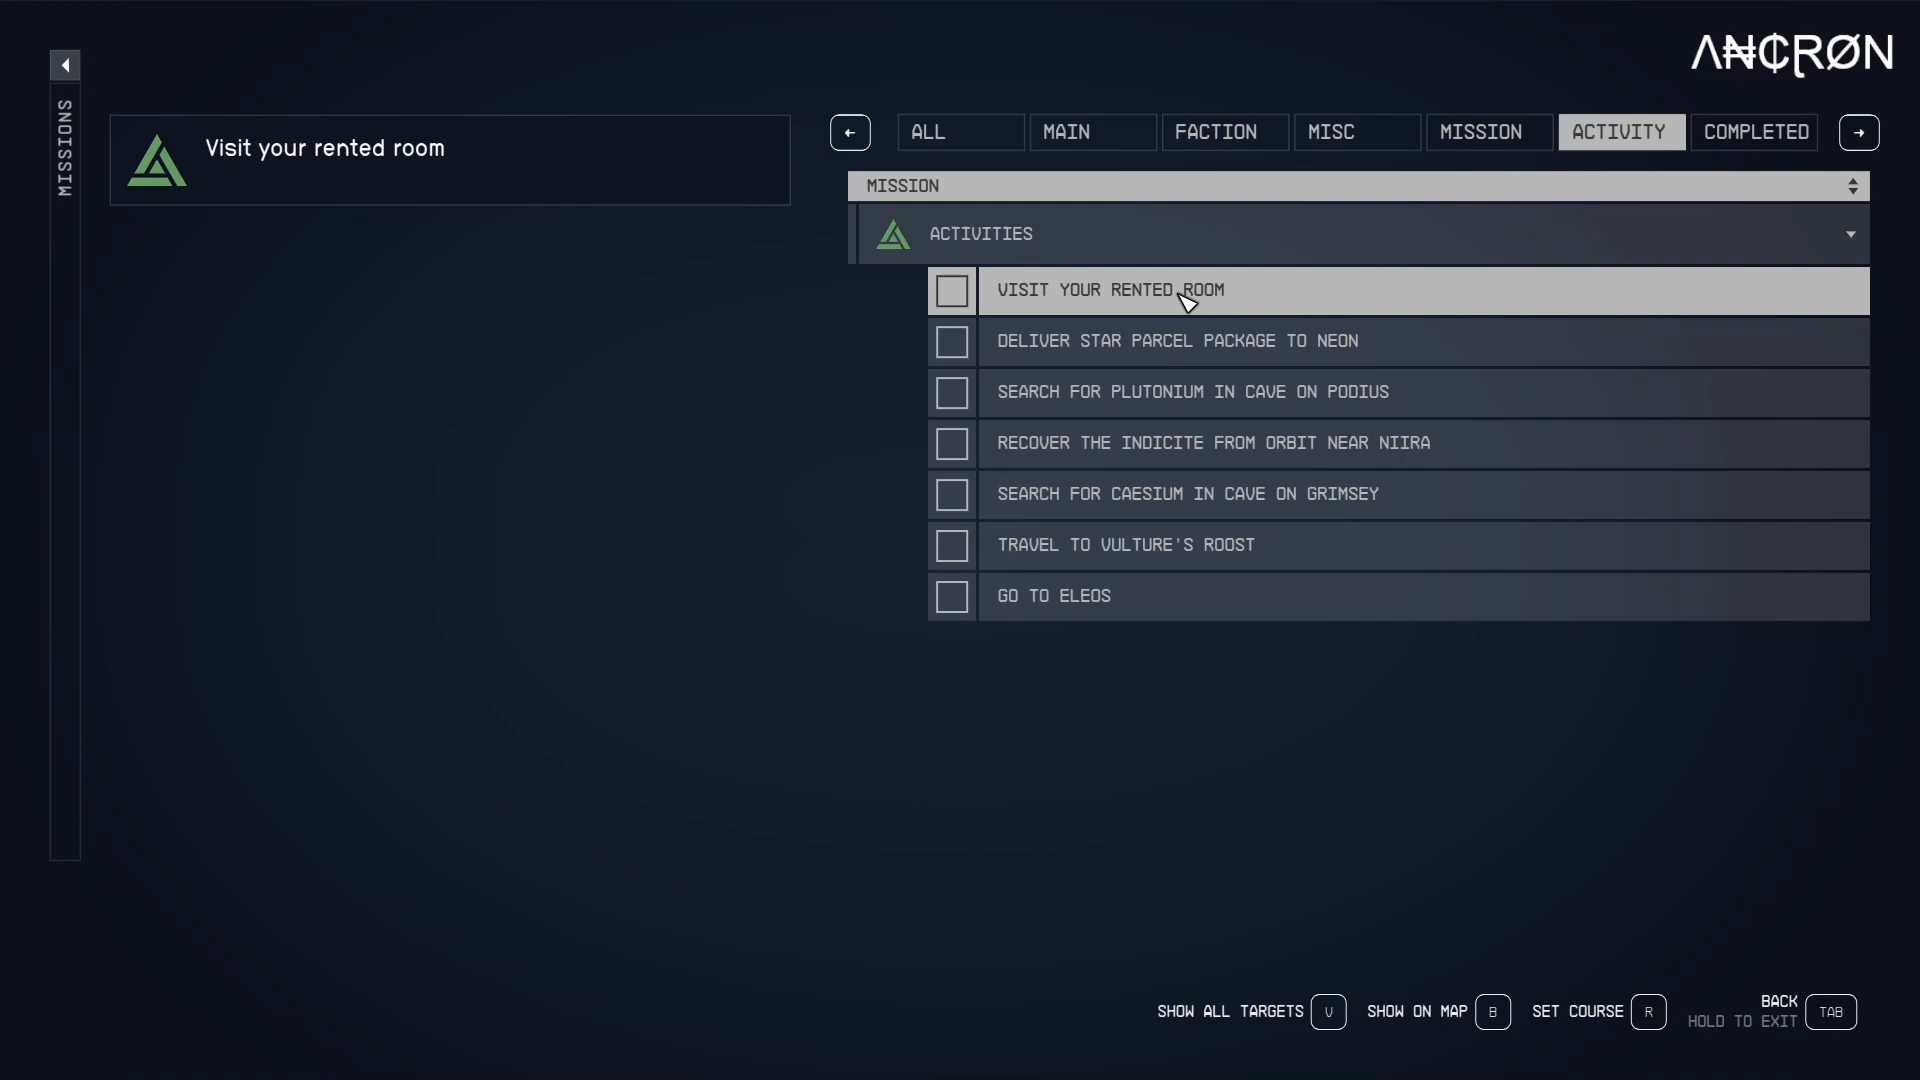 Λ₦₵ⱤØN
MISSIONS
Visit your rented room
ALL
MAIN
FACTION
MISC
MISSION
ACTIVITY
COMPLETED
MISSION
ACTIVITIES
VISIT YOUR RENTED ROOM
DELIVER STAR PARCEL PACKAGE TO NEON
SEARCH FOR PLUTONIUM IN CAVE ON PODIUS
RECOVER THE INDICITE FROM ORBIT NEAR NIIRA
SEARCH FOR CAESIUM IN CAVE ON GRIMSEY
TRAVEL TO VULTURE'S ROOST
GO TO ELEOS
SHOW ALL TARGETS V
SHOW ON MAP B
SET COURSE R
BACK TAB
HOLD TO EXIT